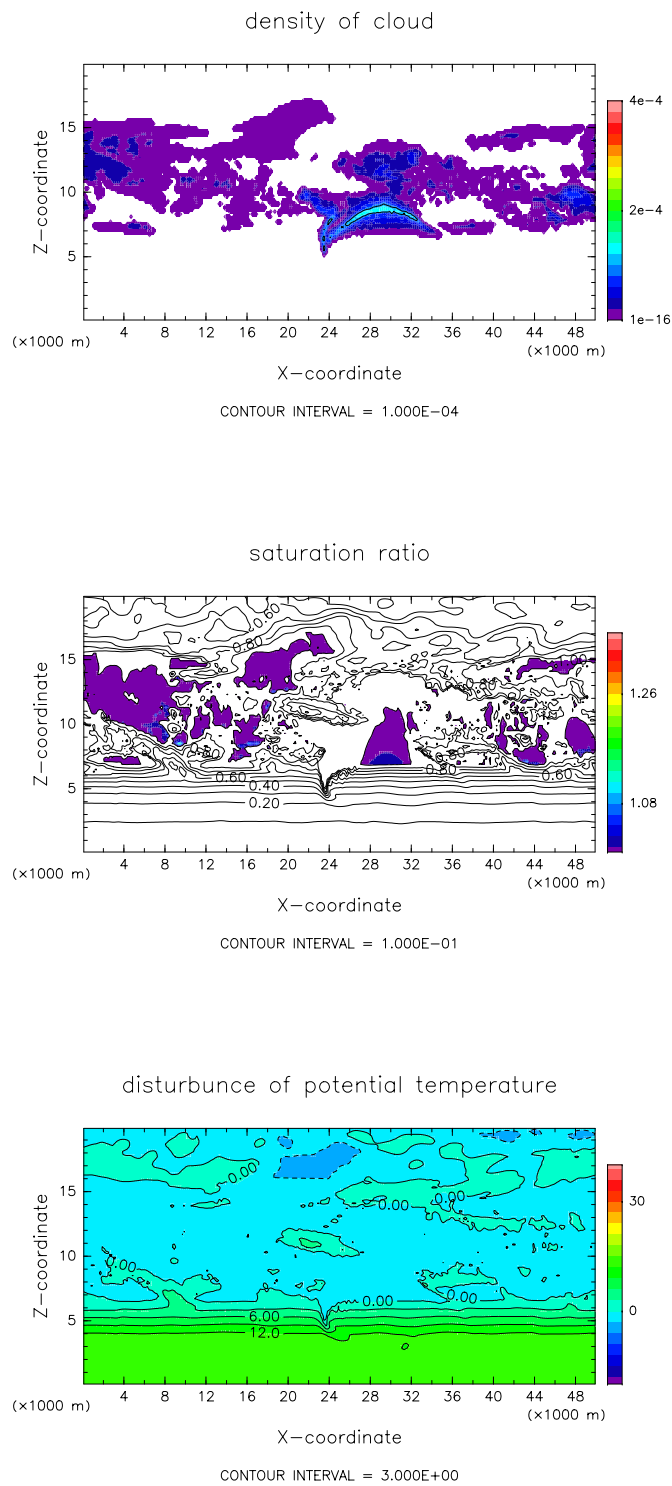 density of cloud
4e-4
15
10
5
Z-coordinate
2e-4
1e-16
4 8 12 16 20 24 28 32 36 40 44 48
(×1000 m) (×1000 m)
X-coordinate
CONTOUR INTERVAL = 1.000E-04
saturation ratio
0.60
0.80
15
10
5
Z-coordinate
1.26
1.08
0.80
0.60 0.80 0.60
0.40
0.20
4 8 12 16 20 24 28 32 36 40 44 48
(×1000 m) (×1000 m)
X-coordinate
CONTOUR INTERVAL = 1.000E-01
disturbunce of potential temperature
0.00
15
10
5
Z-coordinate
0.00 0.00
30
0
0.00
0.00 0.00
6.00
12.0
4 8 12 16 20 24 28 32 36 40 44 48
(×1000 m) (×1000 m)
X-coordinate
CONTOUR INTERVAL = 3.000E+00